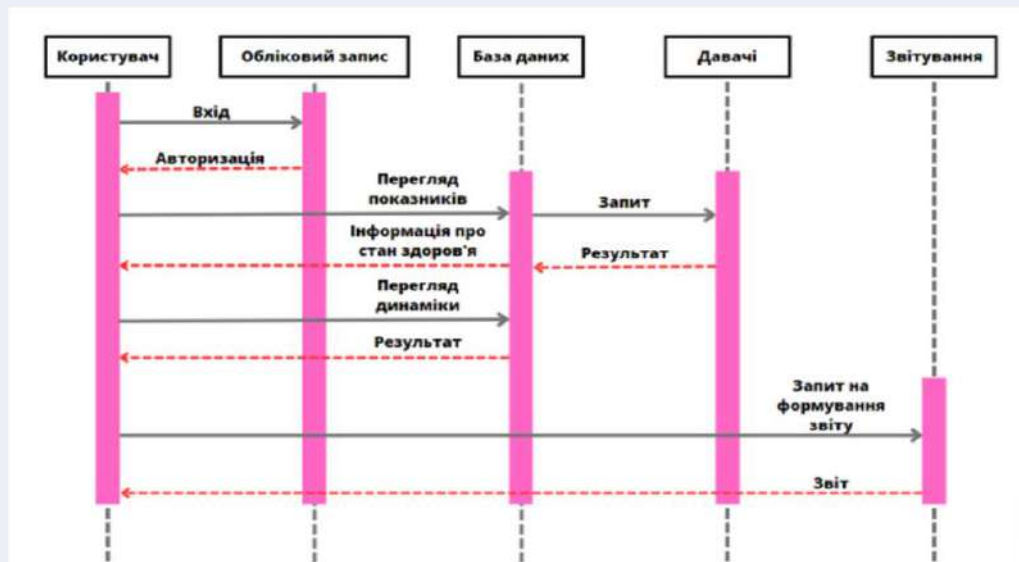 Користувач
Обліковий запис
База даних
Давачі
Звітування
Вхід
Авторизація
Перегляд
показників
Запит
Інформація про
стан здоров'я
Результат
Перегляд
динаміки
Результат
Запит на
формування
звіту
Звіт